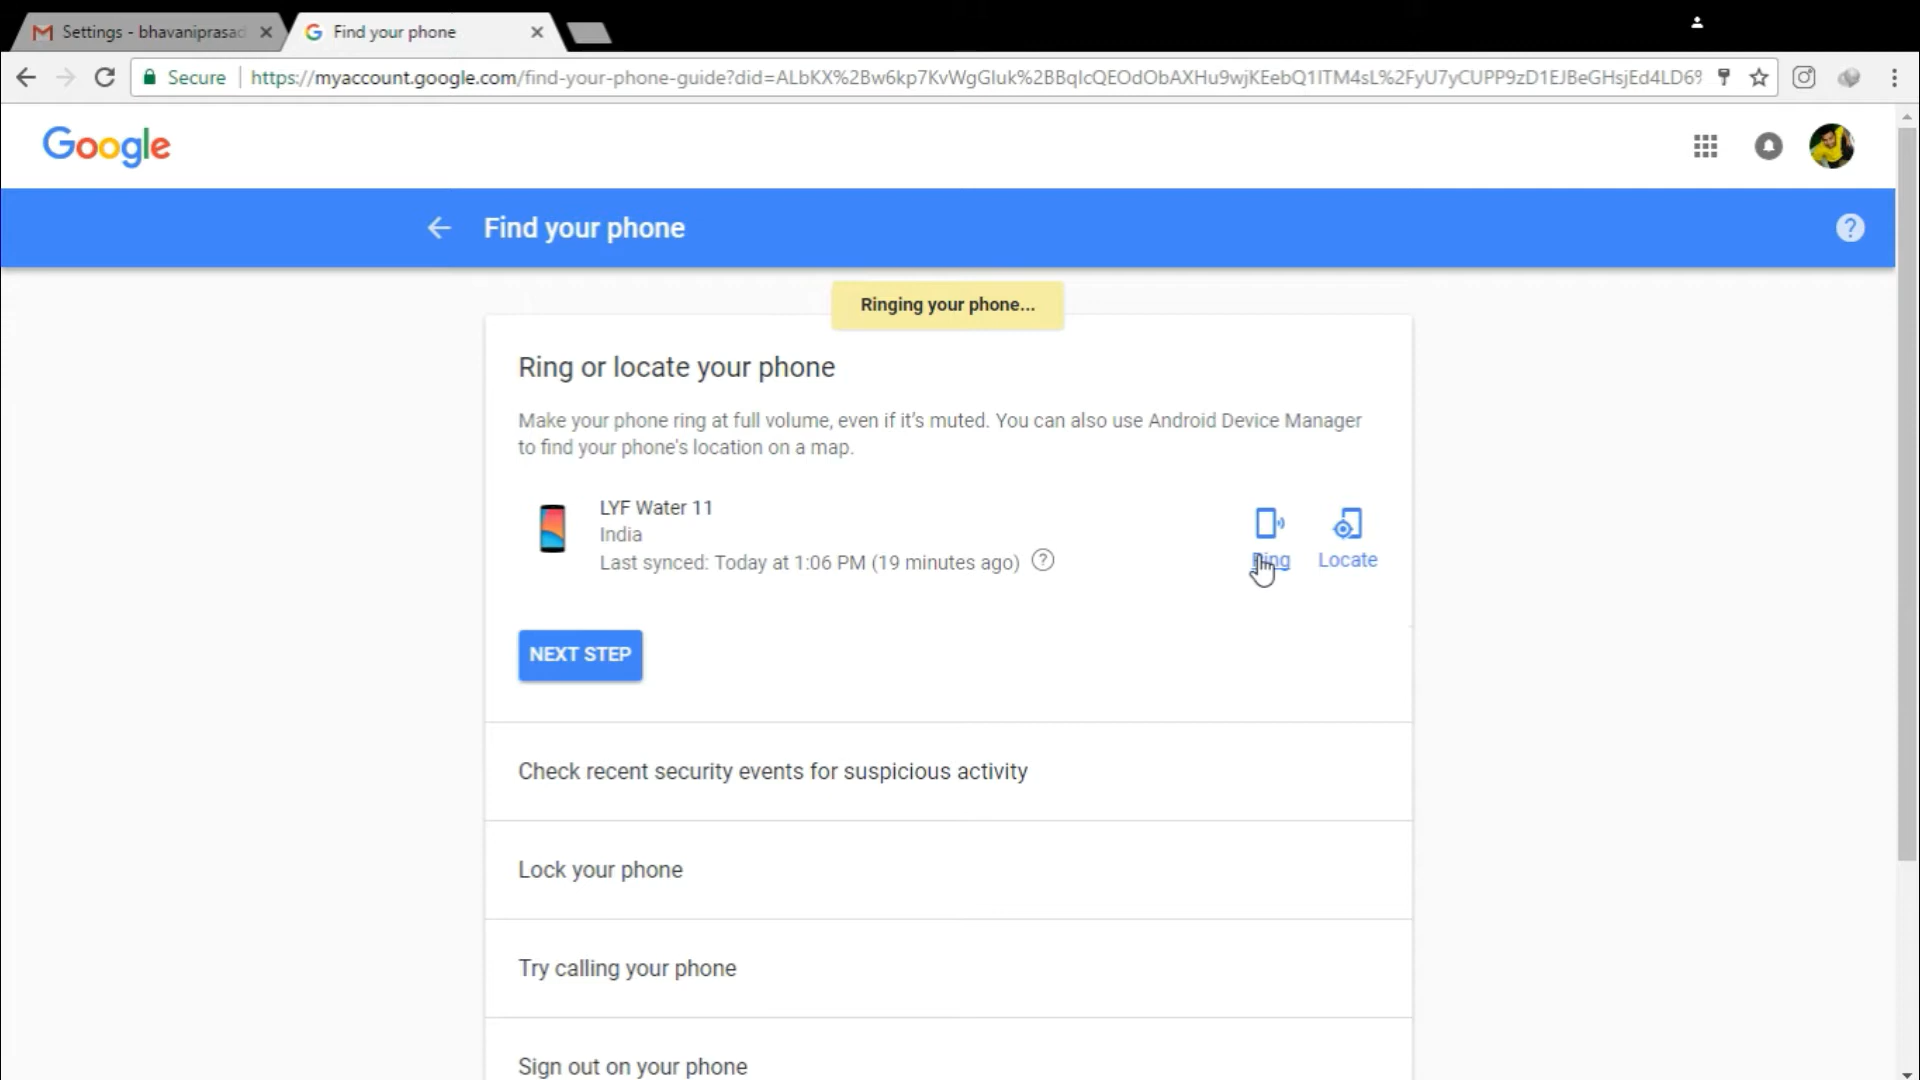 Settings - bhavaniprasad
Find your phone
Secure
https://myaccount.google.com/find-your-phone-guide?did=
Google
Find your phone
?
Ringing your phone...
Ring or locate your phone
Make your phone ring at full volume, even if it's muted. You can also use Android Device Manager
to find your phone's location on a map.
LYF Water 11
India
Last synced: Today at 1:06 PM (19 minutes ago) ?
Ring
Locate
NEXT STEP
Check recent security events for suspicious activity
Lock your phone
Try calling your phone
Sign out on your phone